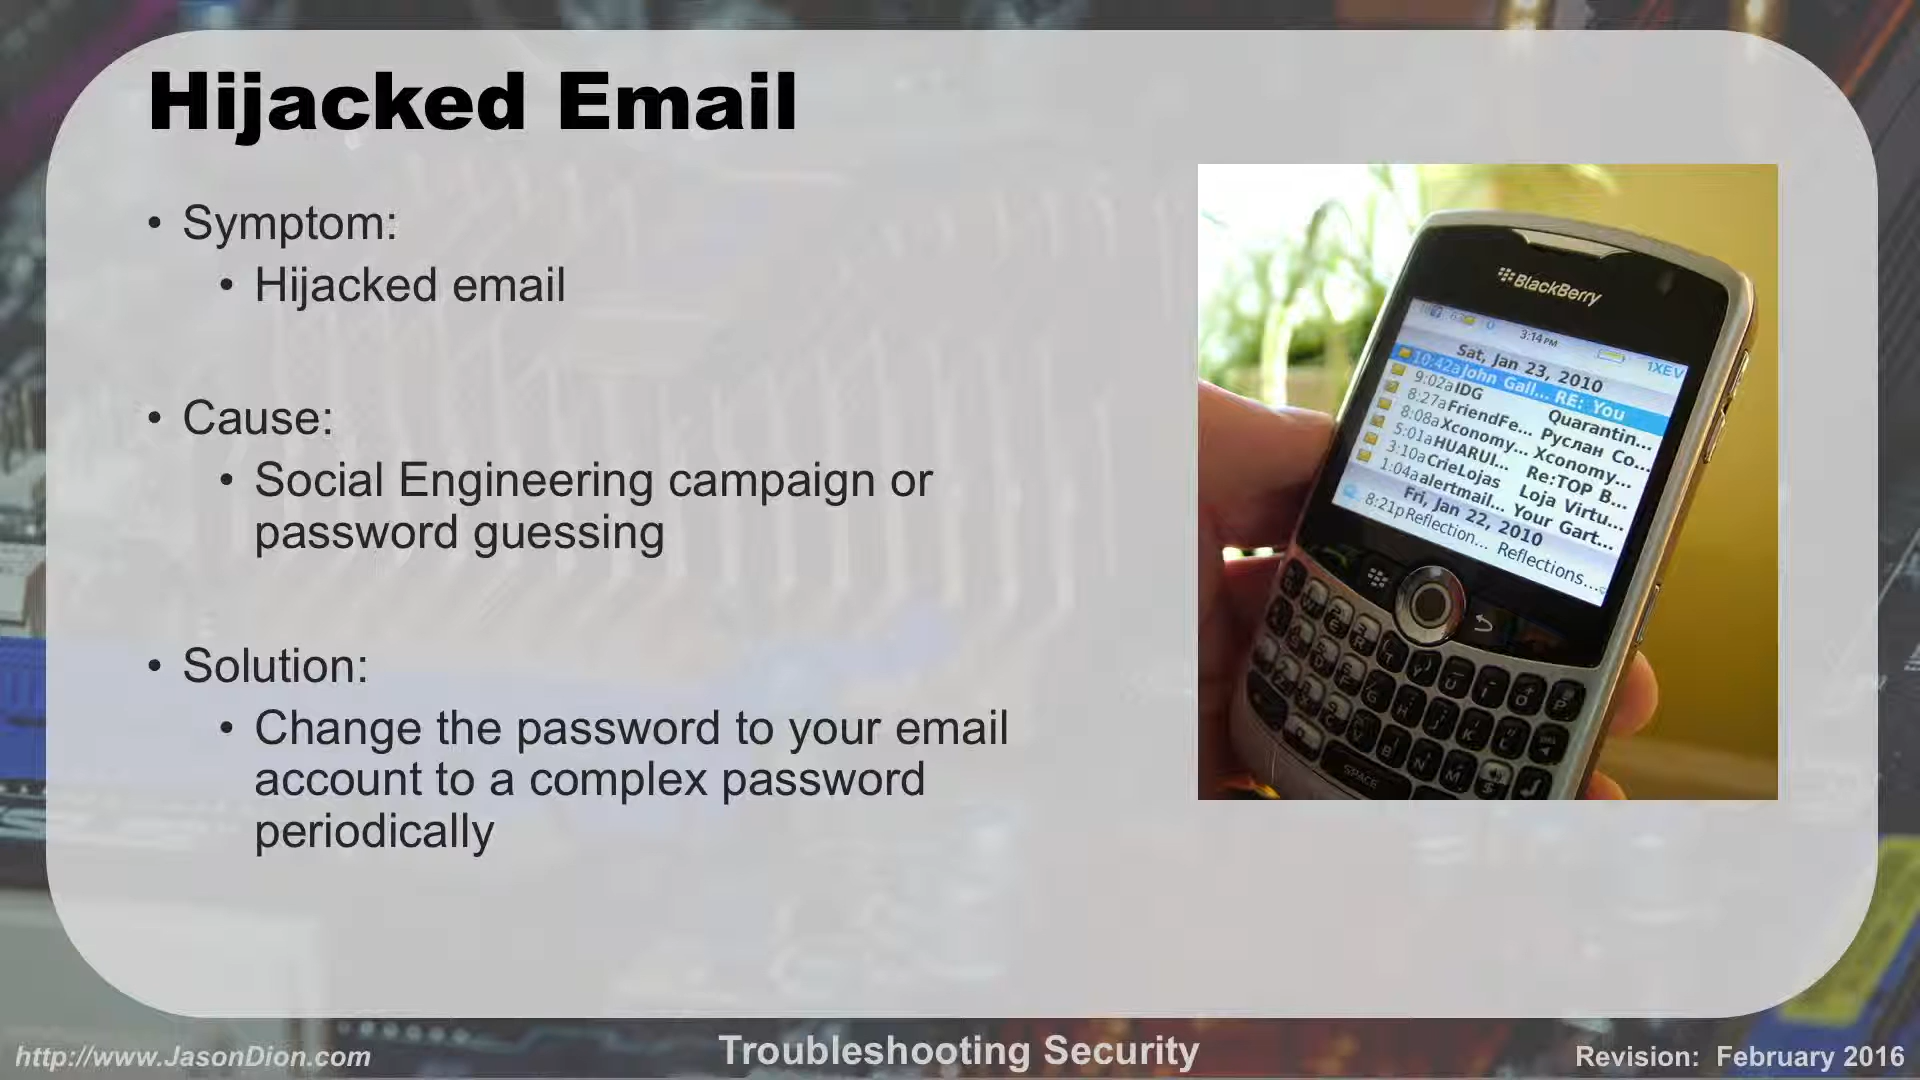 Hijacked Email
• Symptom:
• Hijacked email
• Cause:
• Social Engineering campaign or
password guessing
• Solution:
• Change the password to your email
account to a complex password
periodically
BlackBerry
3:14PM
1XEV
Sat, Jan 23, 2010
10:42a John Gall... RE: You
9:02a IDG Quarantin...
8:27a FriendFe... Руслан Co...
8:08a Xconomy... Xconomy...
5:01a HUARUI... Re:TOP B...
3:10a CrieLojas Loja Virtu...
1:04a alertmail... Your Gart...
Fri, Jan 22, 2010
8:21p Reflection... Reflections...
SPACE
http://www.JasonDion.com
Troubleshooting Security
Revision: February 2016